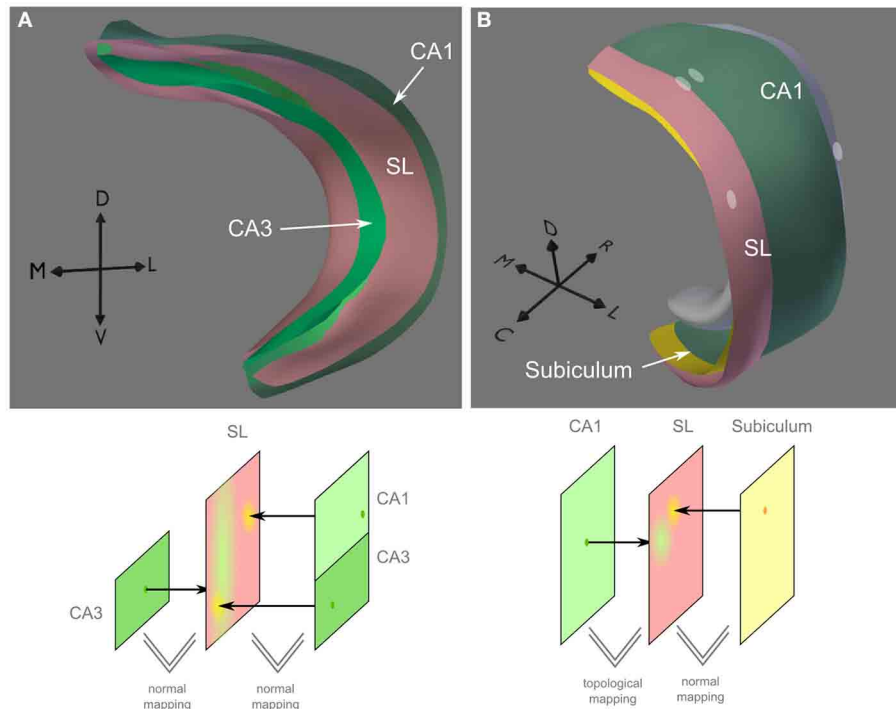 A
CA1
SL
CA3
D
M
L
V
B
CA1
SL
D
R
M
L
C
Subiculum
SL
CA1
CA3
CA3
normal
mapping
normal
mapping
CA1
SL
Subiculum
topological
mapping
normal
mapping